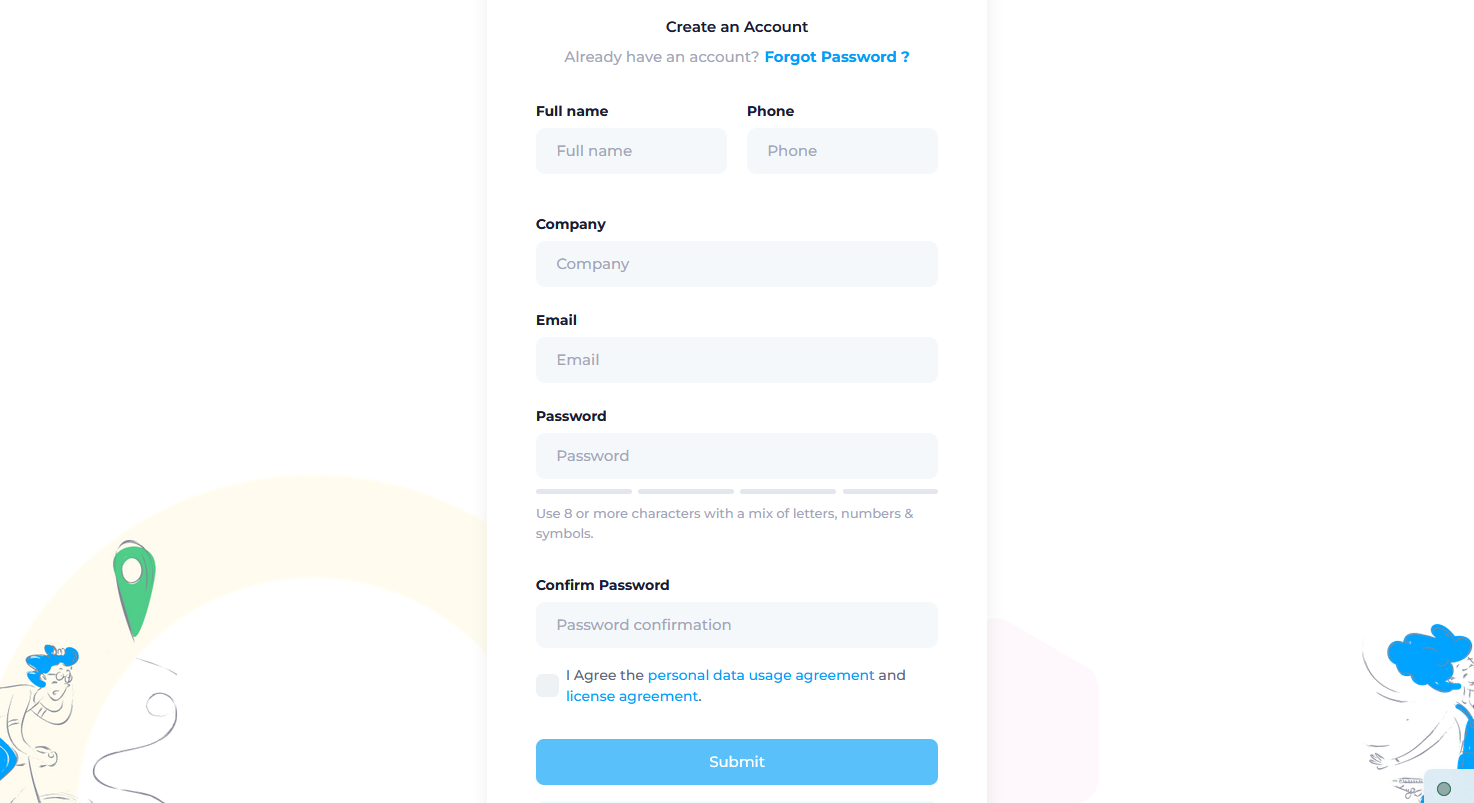 Create an Account
Already have an account? Forgot Password ?
Full name
Phone
Full name
Phone
Company
Company
Email
Email
Password
Password
Use 8 or more characters with a mix of letters, numbers &
symbols.
Confirm Password
Password confirmation
I Agree the personal data usage agreement and
license agreement.
Submit